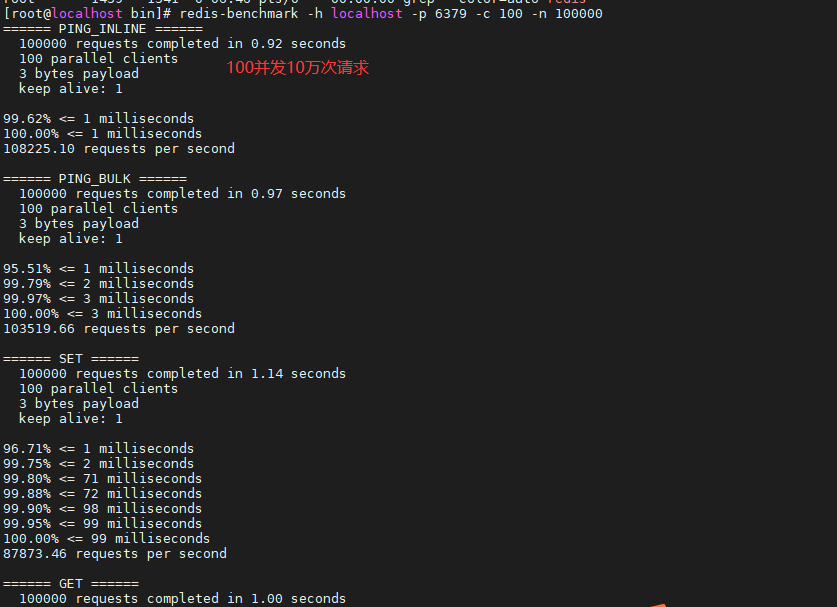 [root@localhost bin]# redis-benchmark -h localhost -p 6379 -c 100 -n 100000
====== PING_INLINE ======
  100000 requests completed in 0.92 seconds
  100 parallel clients
100并发10万次请求
  3 bytes payload
  keep alive: 1

99.62% <= 1 milliseconds
100.00% <= 1 milliseconds
108225.10 requests per second

====== PING_BULK ======
  100000 requests completed in 0.97 seconds
  100 parallel clients
  3 bytes payload
  keep alive: 1

95.51% <= 1 milliseconds
99.79% <= 2 milliseconds
99.97% <= 3 milliseconds
100.00% <= 3 milliseconds
103519.66 requests per second

====== SET ======
  100000 requests completed in 1.14 seconds
  100 parallel clients
  3 bytes payload
  keep alive: 1

96.71% <= 1 milliseconds
99.75% <= 2 milliseconds
99.80% <= 71 milliseconds
99.88% <= 72 milliseconds
99.90% <= 98 milliseconds
99.95% <= 99 milliseconds
100.00% <= 99 milliseconds
87873.46 requests per second

====== GET ======
  100000 requests completed in 1.00 seconds